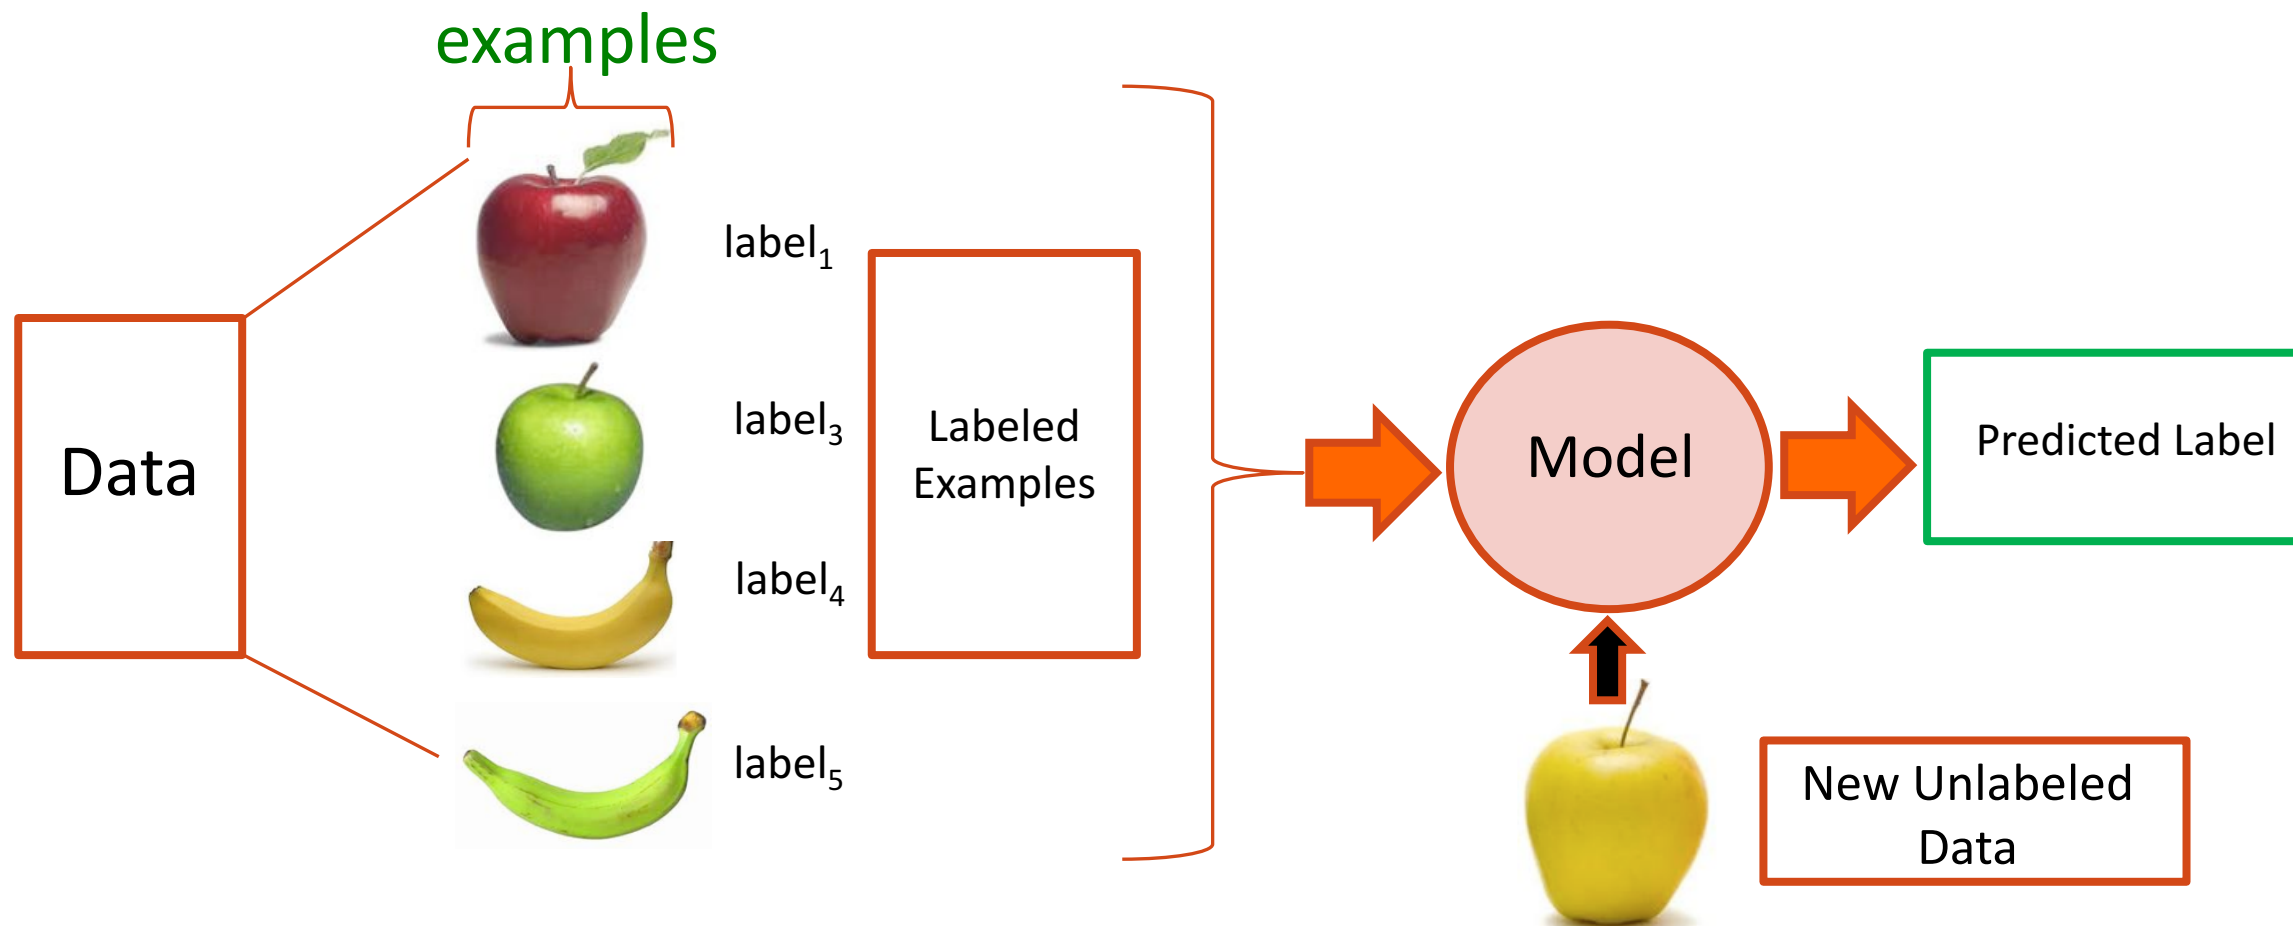 examples
Data
label₁
label₃
label₄
label₅
Labeled
Examples
Model
Predicted Label
New Unlabeled
Data